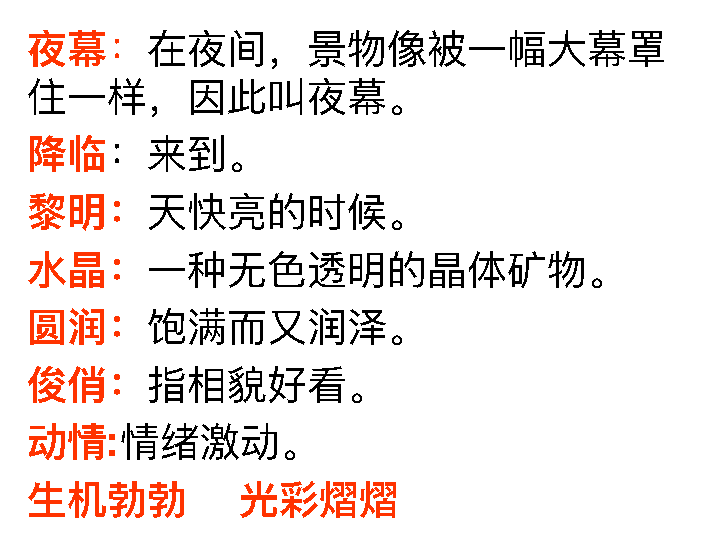 夜幕：在夜间，景物像被一幅大幕罩
住一样，因此叫夜幕。
降临：来到。
黎明：天快亮的时候。
水晶：一种无色透明的晶体矿物。
圆润：饱满而又润泽。
俊俏：指相貌好看。
动情:情绪激动。
生机勃勃 光彩熠熠